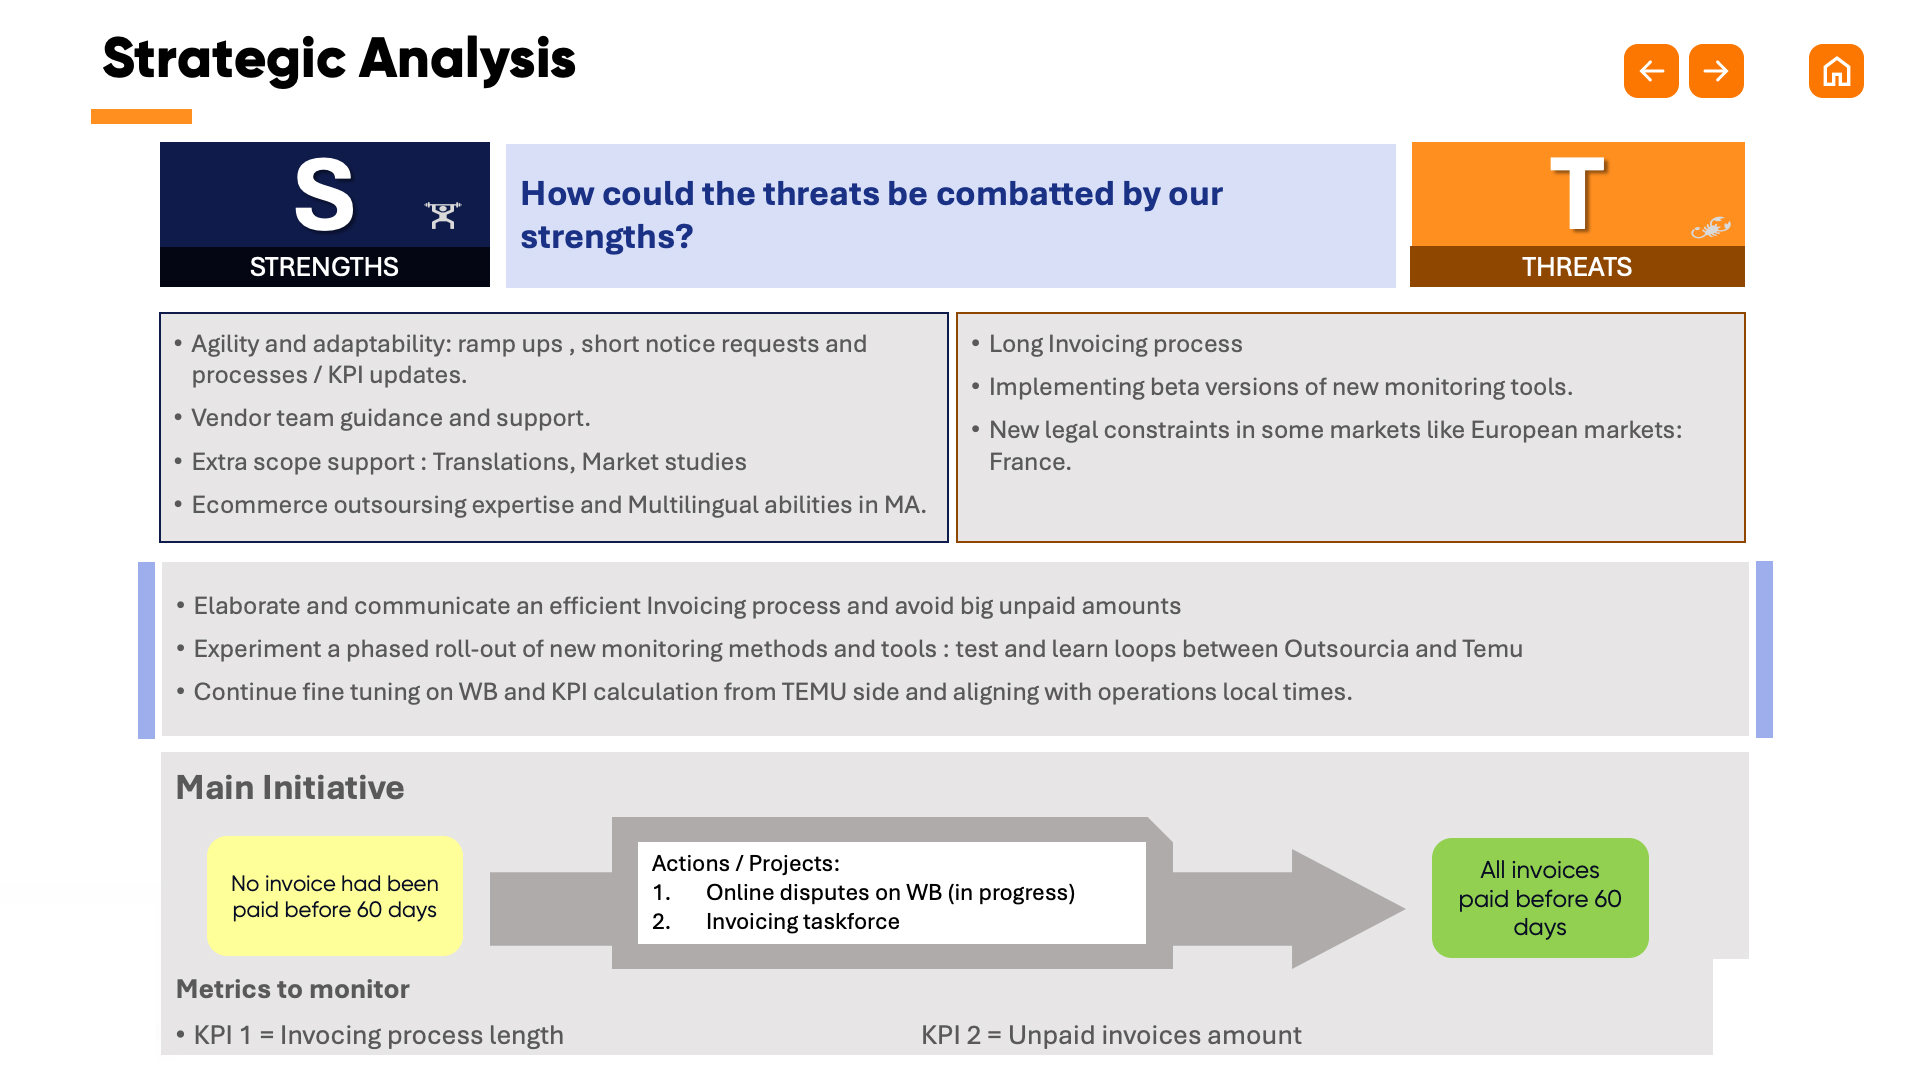 Strategic Analysis
S
STRENGTHS
How could the threats be combatted by our
strengths?
T
THREATS
• Agility and adaptability: ramp ups , short notice requests and
processes / KPI updates.
• Vendor team guidance and support.
• Extra scope support : Translations, Market studies
• Ecommerce outsoursing expertise and Multilingual abilities in MA.
• Long Invoicing process
• Implementing beta versions of new monitoring tools.
• New legal constraints in some markets like European markets:
France.
• Elaborate and communicate an efficient Invoicing process and avoid big unpaid amounts
• Experiment a phased roll-out of new monitoring methods and tools : test and learn loops between Outsourcia and Temu
• Continue fine tuning on WB and KPI calculation from TEMU side and aligning with operations local times.
Main Initiative
No invoice had been
paid before 60 days
Actions / Projects:
1. Online disputes on WB (in progress)
2. Invoicing taskforce
All invoices
paid before 60
days
Metrics to monitor
• KPI 1 = Invocing process length
KPI 2 = Unpaid invoices amount